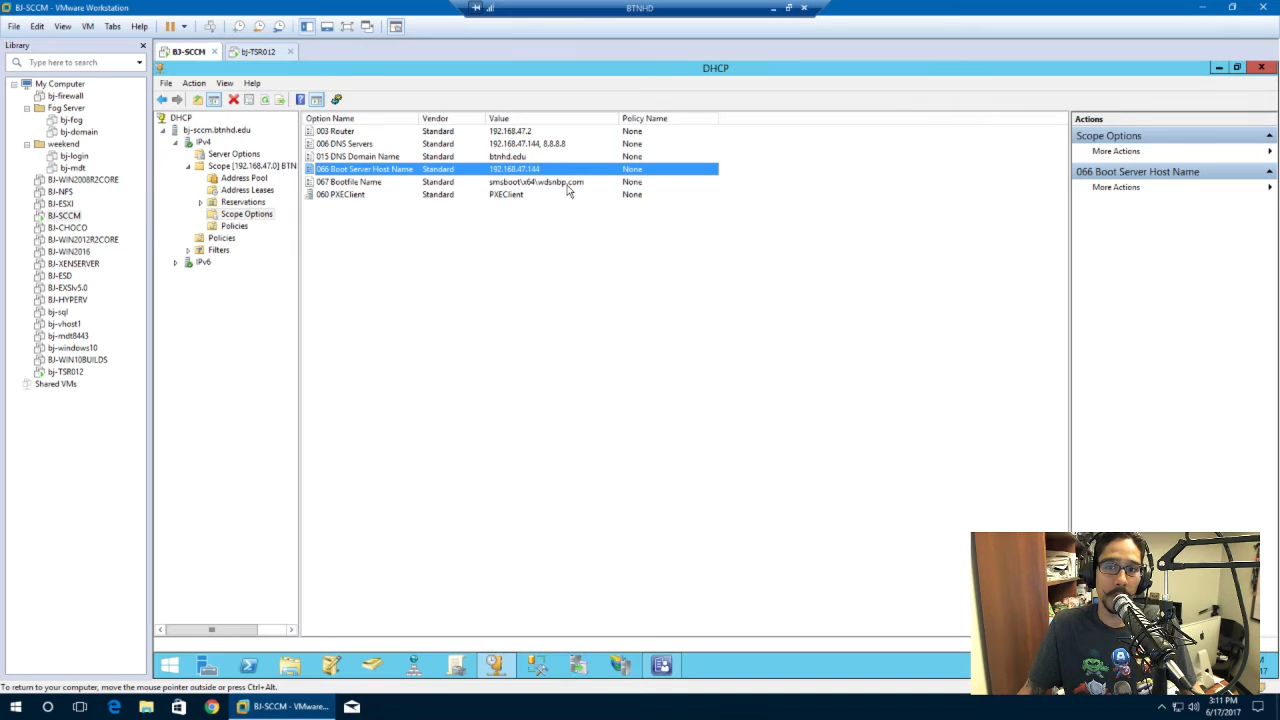 BJ-SCCM - VMware Workstation
BTNHD
File Edit View VM Tabs Help
Library
Type here to search
My Computer
bj-firewall
Fog Server
bj-fog
bj-domain
weekend
bj-login
bj-mdt
BJ-WIN2008R2CORE
BJ-NFS
BJ-ESXI
BJ-SCCM
BJ-CHOCO
BJ-WIN2012R2CORE
BJ-WIN2016
BJ-XENSERVER
BJ-ESD
BJ-EXSIv5.0
BJ-HYPERV
bj-sql
bj-vhost1
bj-mdt8443
bj-windows10
BJ-WIN10BUILDS
bj-TSR012
Shared VMs
BJ-SCCM bj-TSR012
DHCP
File Action View Help
DHCP
bj-sccm.btnhd.edu
IPv4
Server Options
Scope [192.168.47.0] BTN
Address Pool
Address Leases
Reservations
Scope Options
Policies
Policies
Filters
IPv6
Option Name Vendor Value Policy Name
003 Router Standard 192.168.47.2 None
006 DNS Servers Standard 192.168.47.144, 8.8.8.8 None
015 DNS Domain Name Standard btnhd.edu None
066 Boot Server Host Name Standard 192.168.47.144 None
067 Bootfile Name Standard smsboot\x64\wdsnbp.com None
060 PXEClient Standard PXEClient None
Actions
Scope Options
More Actions
066 Boot Server Host Name
More Actions
To return to your computer, move the mouse pointer outside or press Ctrl+Alt.
BJ-SCCM - VMware...
3:11 PM
6/17/2017